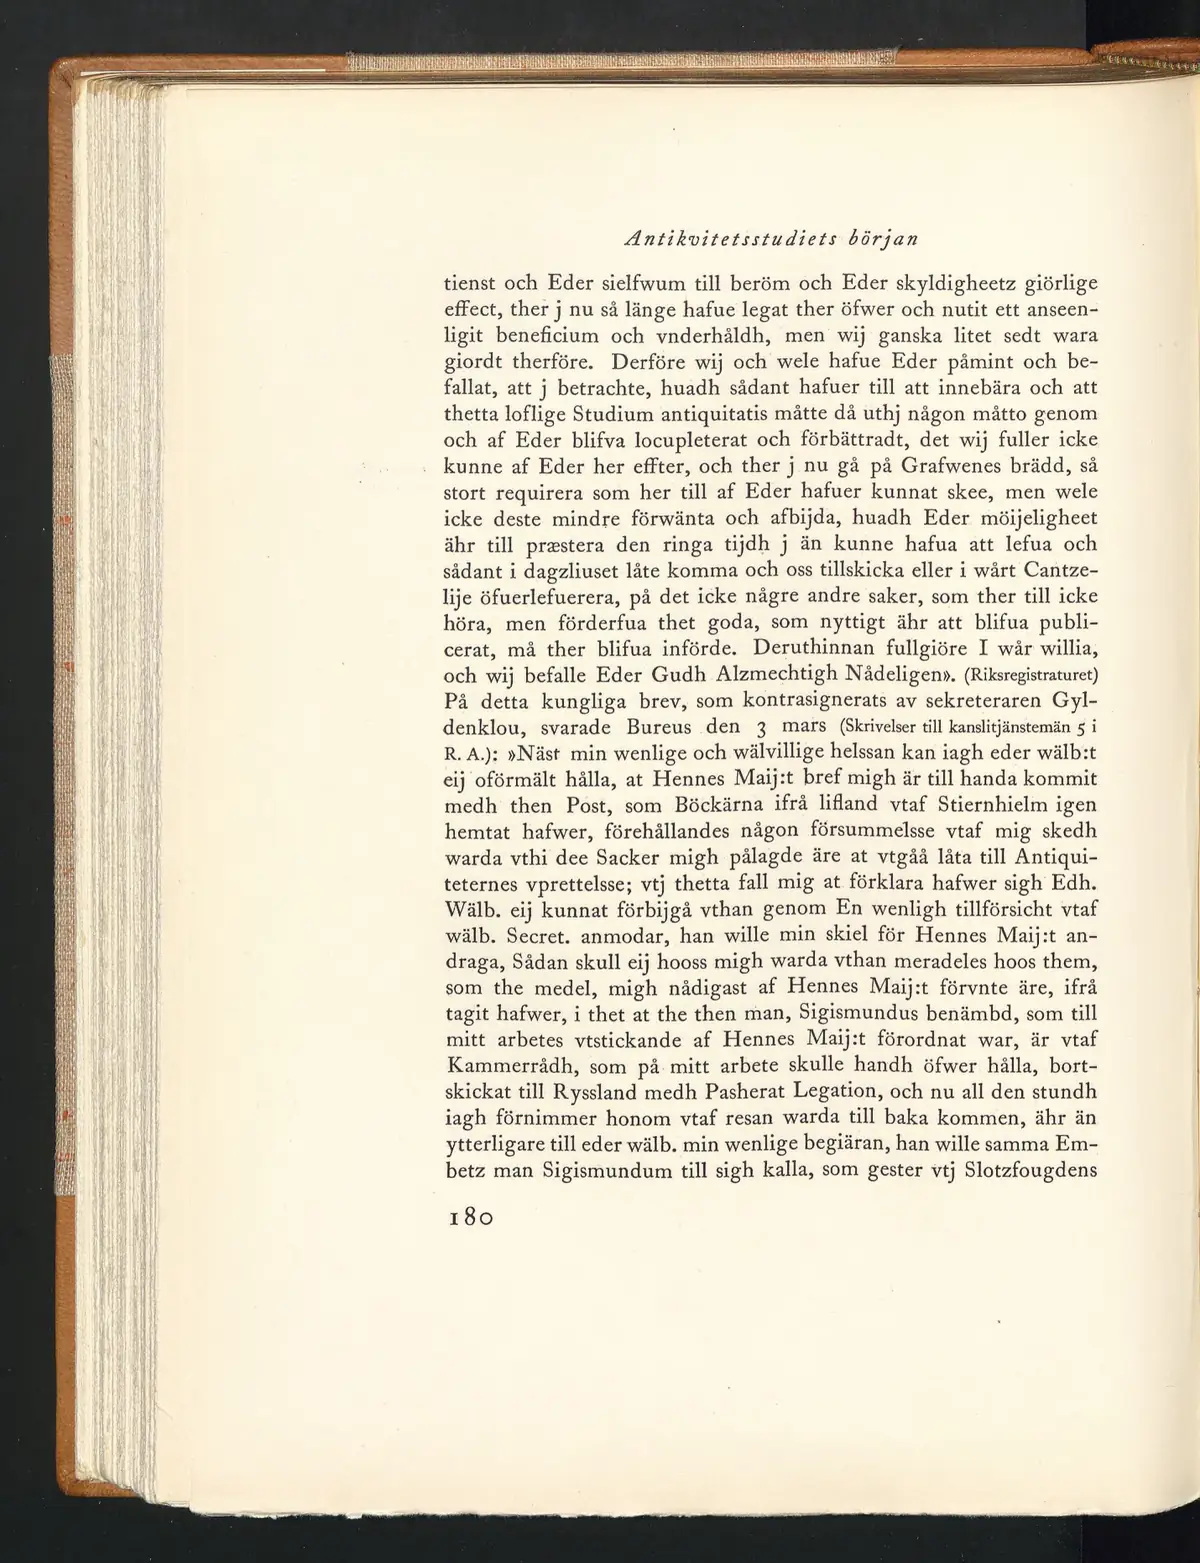 Antikvitetsstudiets början
tienst och Eder sielfwum till beröm och Eder skyldigheetz giörlige
effect, ther j nu så länge hafue legat ther öfwer och nutit ett anseen-
ligit beneficium och vnderhåldh, men wij ganska litet sedt wara
giordt therföre. Derföre wij och wele hafue Eder påmint och be-
fallat, att j betrachte, huadh sådant hafuer till att innebära och att
thetta loflige Studium antiquitatis måtte då uthj någon måtto genom
och af Eder blifva locupleterat och förbättradt, det wij fuller icke
kunne af Eder her effter, och ther j nu gå på Grafwenes brädd, så
stort requirera som her till af Eder hafuer kunnat skee, men wele
icke deste mindre förwänta och afbijda, huadh Eder möijeligheet
ähr till præstera den ringa tijdh j än kunne hafua att lefua och
sådant i dagzliuset låte komma och oss tillskicka eller i wårt Cantze-
lije öfuerlefuerera, på det icke någre andre saker, som ther till icke
höra, men förderfua thet goda, som nyttigt ähr att blifua publi-
cerat, må ther blifua införde. Deruthinnan fullgiöre I wår willia,
och wij befalle Eder Gudh Alzmechtigh Nådeligen». (Riksregistraturet)
På detta kungliga brev, som kontrasignerats av sekreteraren Gyl-
denklou, svarade Bureus den 3 mars (Skrivelser till kanslitjänstemän 5 i
R. A.): »Näst min wenlige och wälvillige helssan kan iagh eder wälb:t
eij oförmält hålla, at Hennes Maij:t bref migh är till handa kommit
medh then Post, som Böckärna ifrå lifland vtaf Stiernhielm igen
hemtat hafwer, förehållandes någon försummelsse vtaf mig skedh
warda vthi dee Sacker migh pålagde äre at vtgåå låta till Antiqui-
teternes vprettelsse; vtj thetta fall mig at förklara hafwer sigh Edh.
Wälb. eij kunnat förbijgå vthan genom En wenligh tillförsicht vtaf
wälb. Secret. anmodar, han wille min skiel för Hennes Maij:t an-
draga, Sådan skull eij hooss migh warda vthan meradeles hoos them,
som the medel, migh nådigast af Hennes Maij:t förvnte äre, ifrå
tagit hafwer, i thet at the then man, Sigismundus benämbd, som till
mitt arbetes vtstickande af Hennes Maij:t förordnat war, är vtaf
Kammerrådh, som på mitt arbete skulle handh öfwer hålla, bort-
skickat till Ryssland medh Pasherat Legation, och nu all den stundh
iagh förnimmer honom vtaf resan warda till baka kommen, ähr än
ytterligare till eder wälb. min wenlige begiäran, han wille samma Em-
betz man Sigismundum till sigh kalla, som gester vtj Slotzfougdens
180